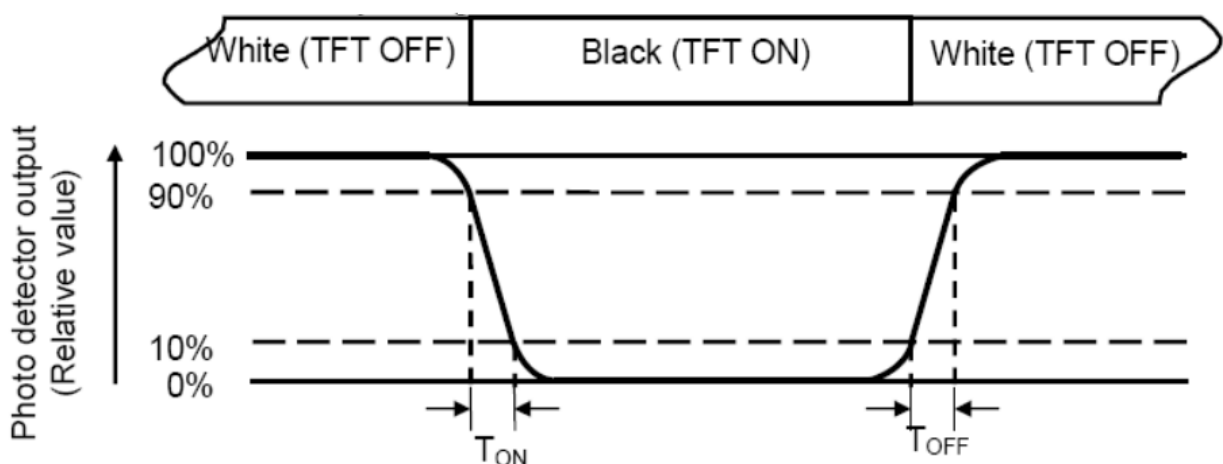 White (TFT OFF) Black (TFT ON) White (TFT OFF)
Photo detector output
(Relative value)
100%
90%
10%
0%
TON TOFF